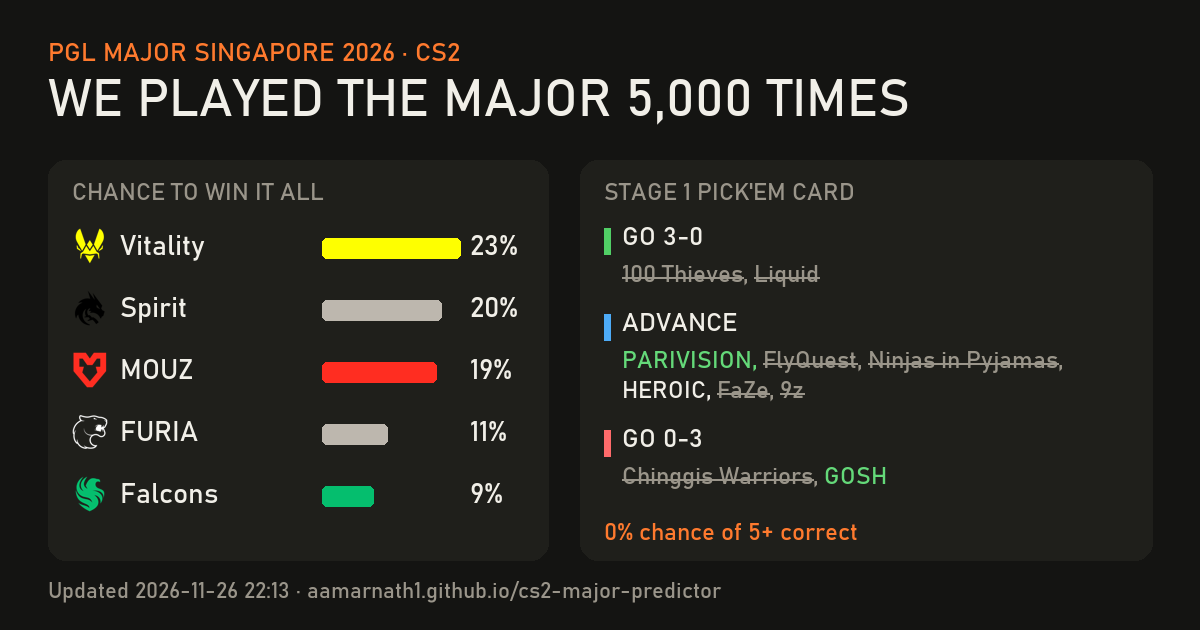 PGL MAJOR SINGAPORE 2026 · CS2
WE PLAYED THE MAJOR 5,000 TIMES
CHANCE TO WIN IT ALL
Vitality 23%
Spirit 20%
MOUZ 19%
FURIA 11%
Falcons 9%
STAGE 1 PICK'EM CARD
GO 3-0
100 Thieves, Liquid
ADVANCE
PARIVISION, FlyQuest, Ninjas in Pyjamas,
HEROIC, FaZe, 9z
GO 0-3
Chinggis Warriors, GOSH
0% chance of 5+ correct
Updated 2026-11-26 22:13 · aamarnath1.github.io/cs2-major-predictor